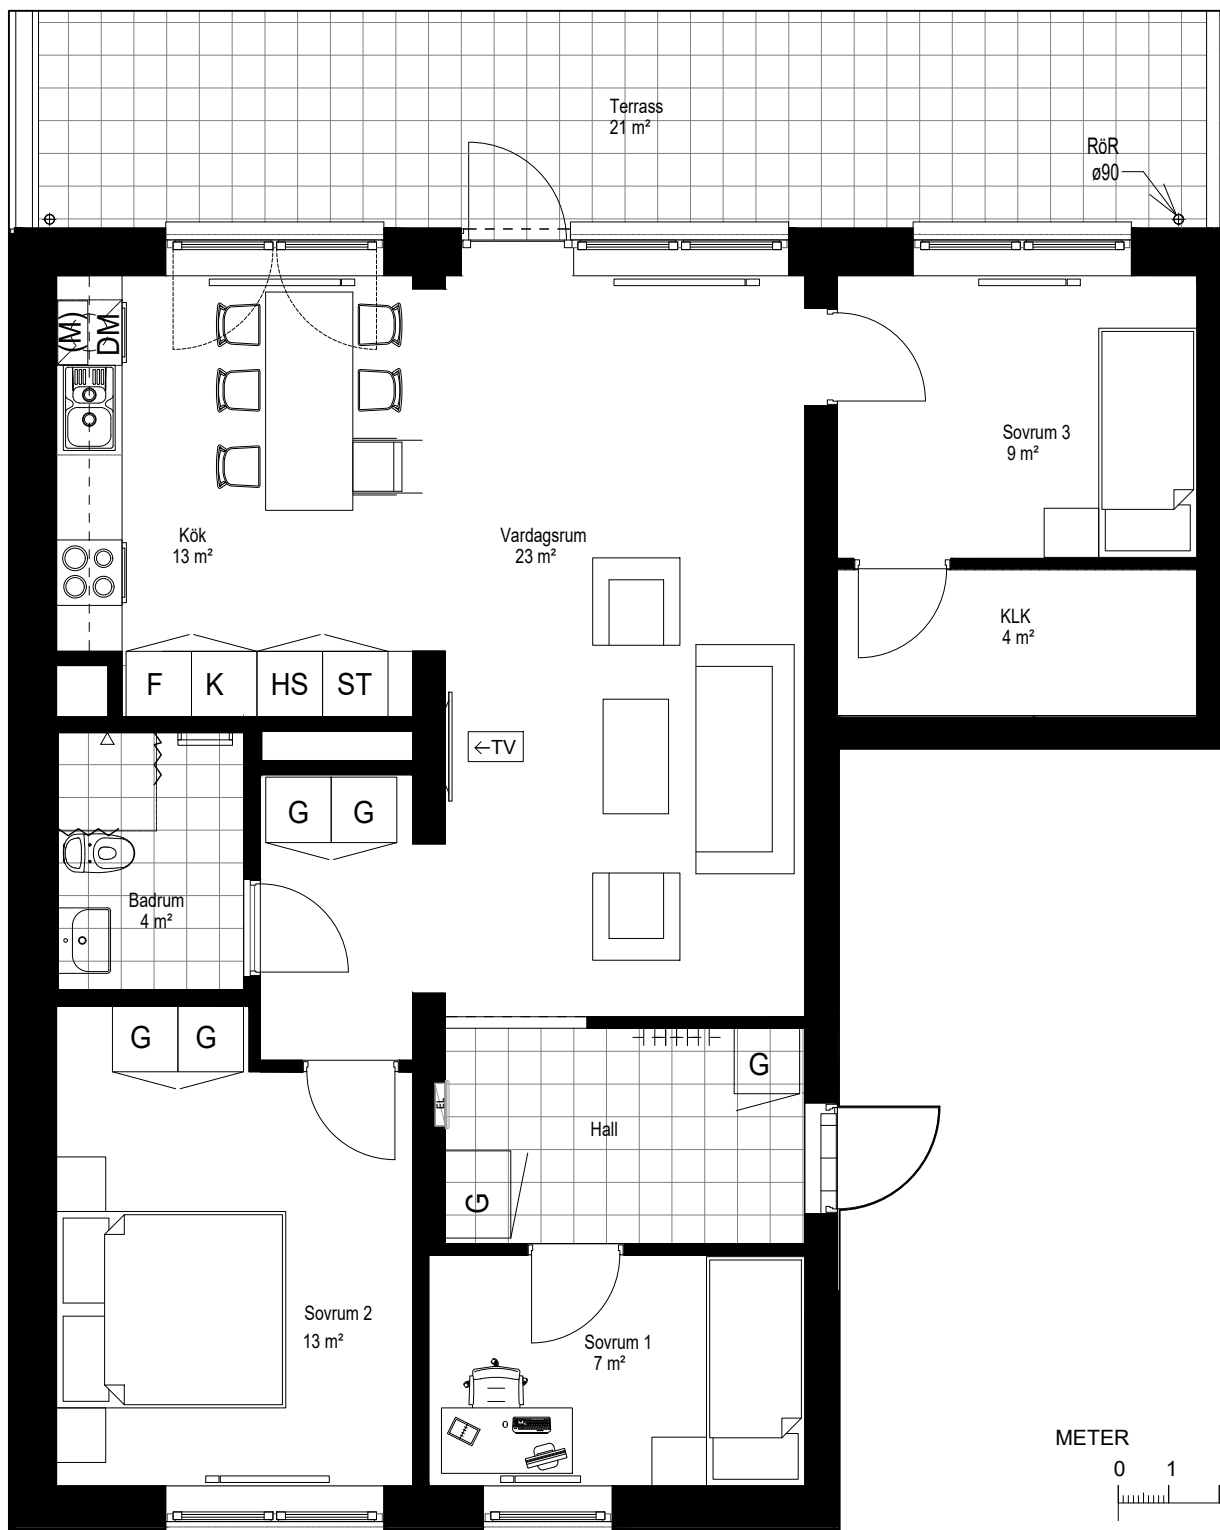 Terrass
21 m²
RöR
ø90
M
DM
Sovrum 3
9 m²
Kök
13 m²
Vardagsrum
23 m²
KLK
4 m²
F
K
HS
ST
←TV
G
G
Badrum
4 m²
G
G
G
EL
Hall
G
Sovrum 2
13 m²
Sovrum 1
7 m²
METER
0 1